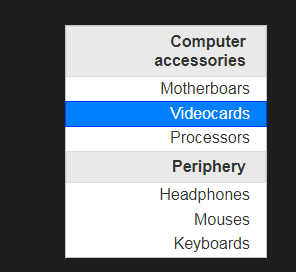 Computer
accessories
Motherboars
Videocards
Processors
Periphery
Headphones
Mouses
Keyboards